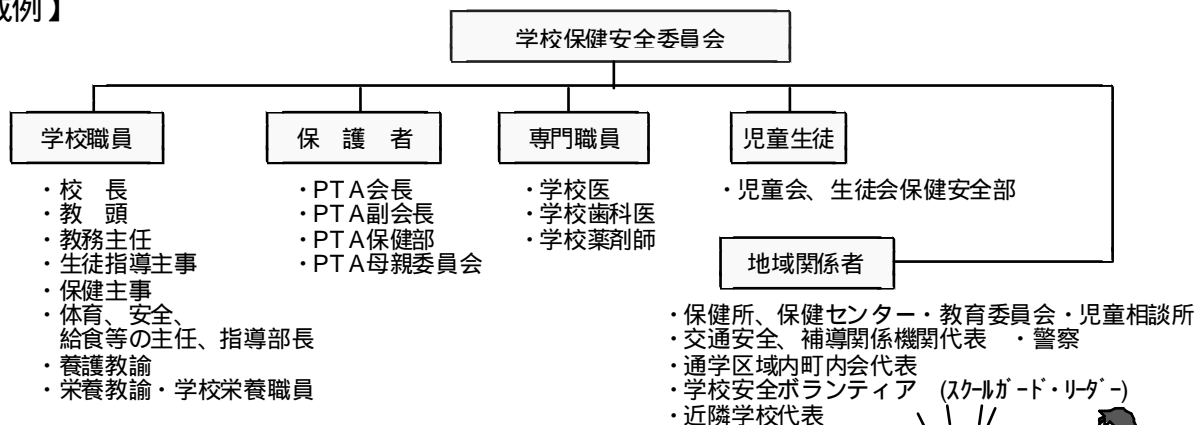 成例】
学校保健安全委員会
学校職員
・校　長
・教　頭
・教務主任
・生徒指導主事
・保健主事
・体育、安全、
給食等の主任、指導部長
・養護教諭
・栄養教諭・学校栄養職員
保　護　者
・PTA会長
・PTA副会長
・PTA保健部
・PTA母親委員会
専門職員
・学校医
・学校歯科医
・学校薬剤師
児童生徒
・児童会、生徒会保健安全部
地域関係者
・保健所、保健センター・教育委員会・児童相談所
・交通安全、補導関係機関代表　・警察
・通学区域内町内会代表
・学校安全ボランティア　(ｽｸｰﾙｶﾞｰﾄﾞ・ﾘｰﾀﾞｰ)
・近隣学校代表